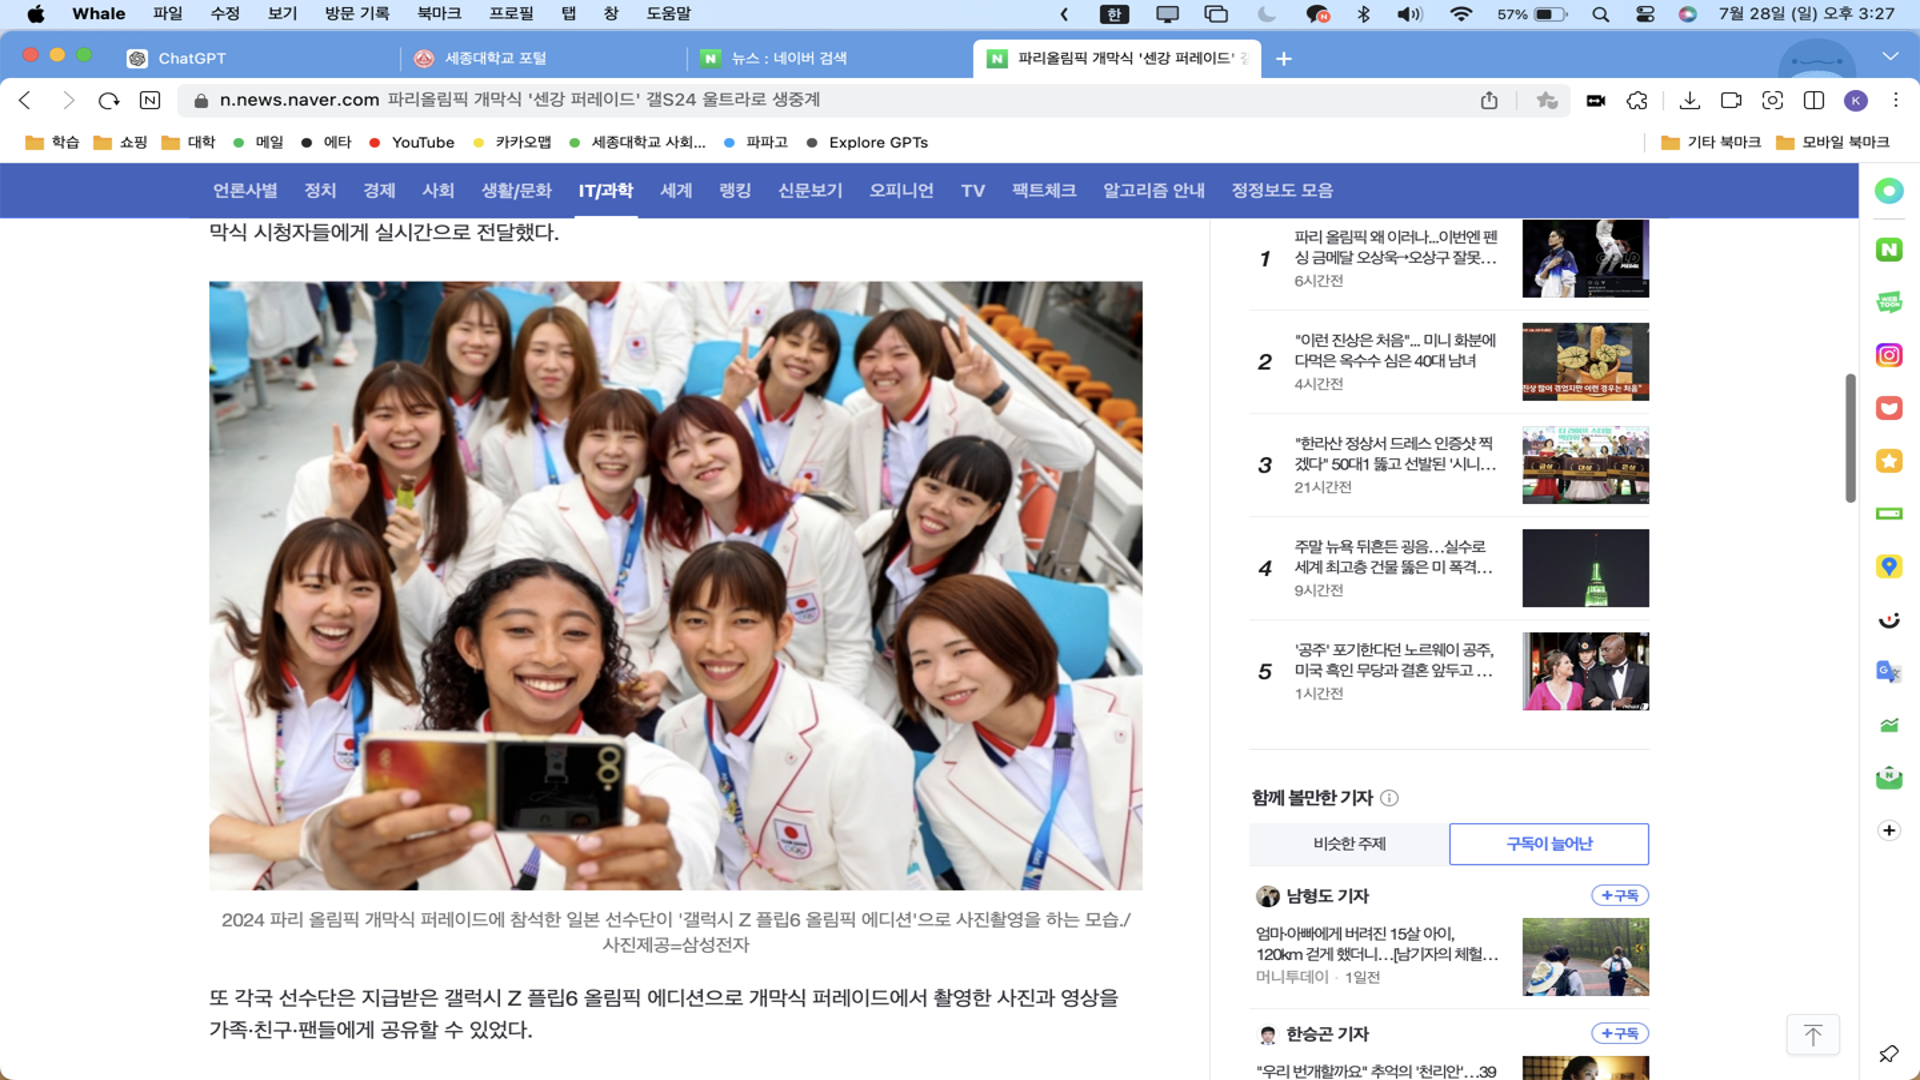 Whale 파일 수정 보기 방문 기록 북마크 프로필 탭 창 도움말 한 N 57% 7월 28일 (일) 오후 3:27
ChatGPT 세종대학교 포털 N 뉴스 : 네이버 검색 N 파리올림픽 개막식 '센강 퍼레이드'
N n.news.naver.com 파리올림픽 개막식 '센강 퍼레이드' 갤S24 울트라로 생중계 K
학습 쇼핑 대학 메일 에타 YouTube 카카오맵 세종대학교 사회... 파파고 Explore GPTs 기타 북마크 모바일 북마크
언론사별 정치 경제 사회 생활/문화 IT/과학 세계 랭킹 신문보기 오피니언 TV 팩트체크 알고리즘 안내 정정보도 모음
막식 시청자들에게 실시간으로 전달했다.
2024 파리 올림픽 개막식 퍼레이드에 참석한 일본 선수단이 '갤럭시 Z 플립6 올림픽 에디션'으로 사진촬영을 하는 모습./
사진제공=삼성전자
또 각국 선수단은 지급받은 갤럭시 Z 플립6 올림픽 에디션으로 개막식 퍼레이드에서 촬영한 사진과 영상을
가족·친구·팬들에게 공유할 수 있었다.
1
파리 올림픽 왜 이러나...이번엔 펜
싱 금메달 오상욱→오상구 잘못...
6시간전
2
"이런 진상은 처음"... 미니 화분에
다먹은 옥수수 심은 40대 남녀
4시간전
진상 많이 겪었지만 이런 경우는 처음"
3
"한라산 정상서 드레스 인증샷 찍
겠다" 50대1 뚫고 선발된 '시니...
21시간전
금상 대상 은상
4
주말 뉴욕 뒤흔든 굉음...실수로
세계 최고층 건물 뚫은 미 폭격...
9시간전
5
'공주' 포기한다던 노르웨이 공주,
미국 흑인 무당과 결혼 앞두고 ...
1시간전
함께 볼만한 기자
비슷한 주제 구독이 늘어난
남형도 기자 +구독
엄마·아빠에게 버려진 15살 아이,
120km 걷게 했더니...[남기자의 체헐...
머니투데이 · 1일전
한승곤 기자 +구독
"우리 번개할까요" 추억의 '천리안'...39
N
WEB
TOON
G
N